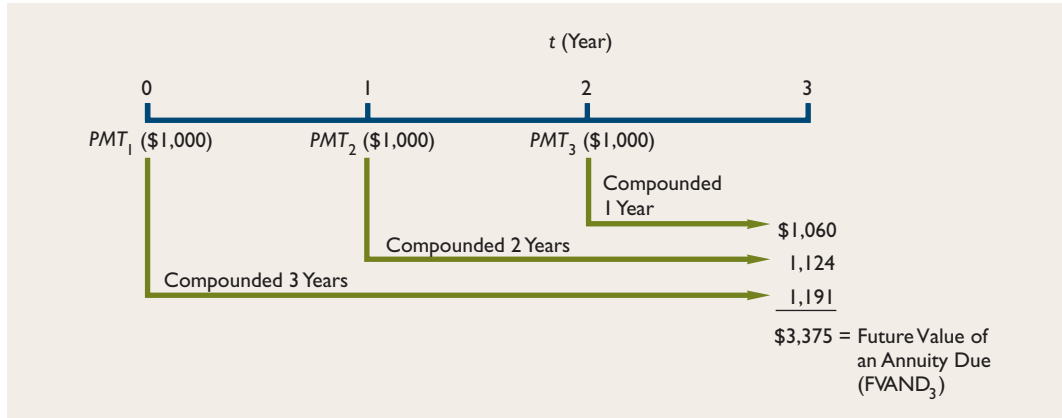 t (Year)
0 1 2 3
PMT1 ($1,000) PMT2 ($1,000) PMT3 ($1,000)
Compounded
1 Year
$1,060
Compounded 2 Years
1,124
Compounded 3 Years
1,191
$3,375 = Future Value of
an Annuity Due
(FVAND3)